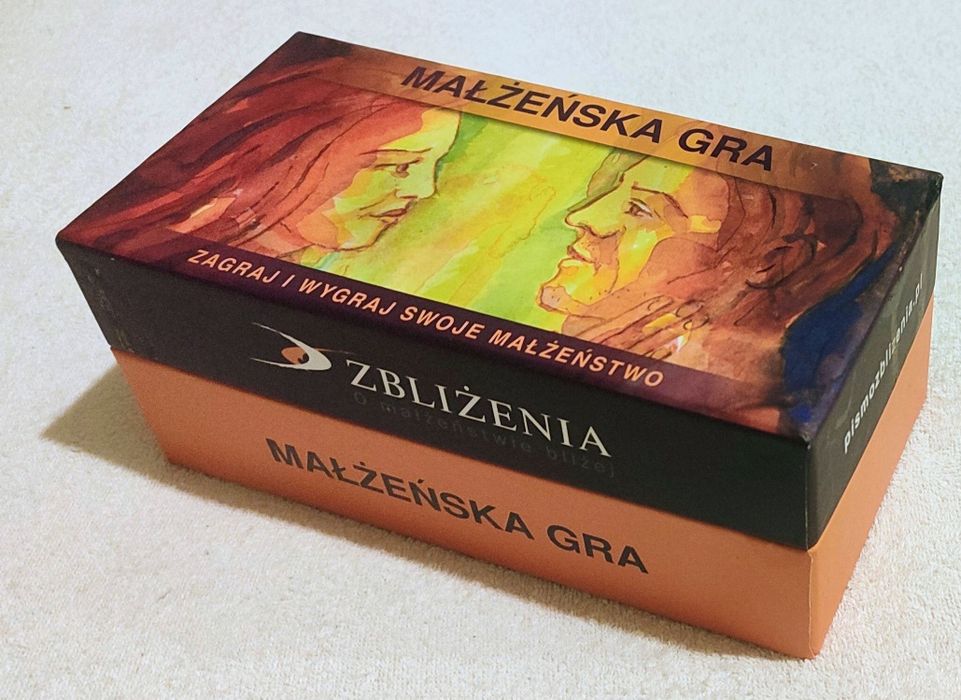 MAŁŻEŃSKA GRA
ZAGRAJ I WYGRAJ SWOJE MAŁŻEŃSTWO
ZBLIŻENIA
O małżeństwie bliżej
MAŁŻEŃSKA GRA
pismozblizenia.pl